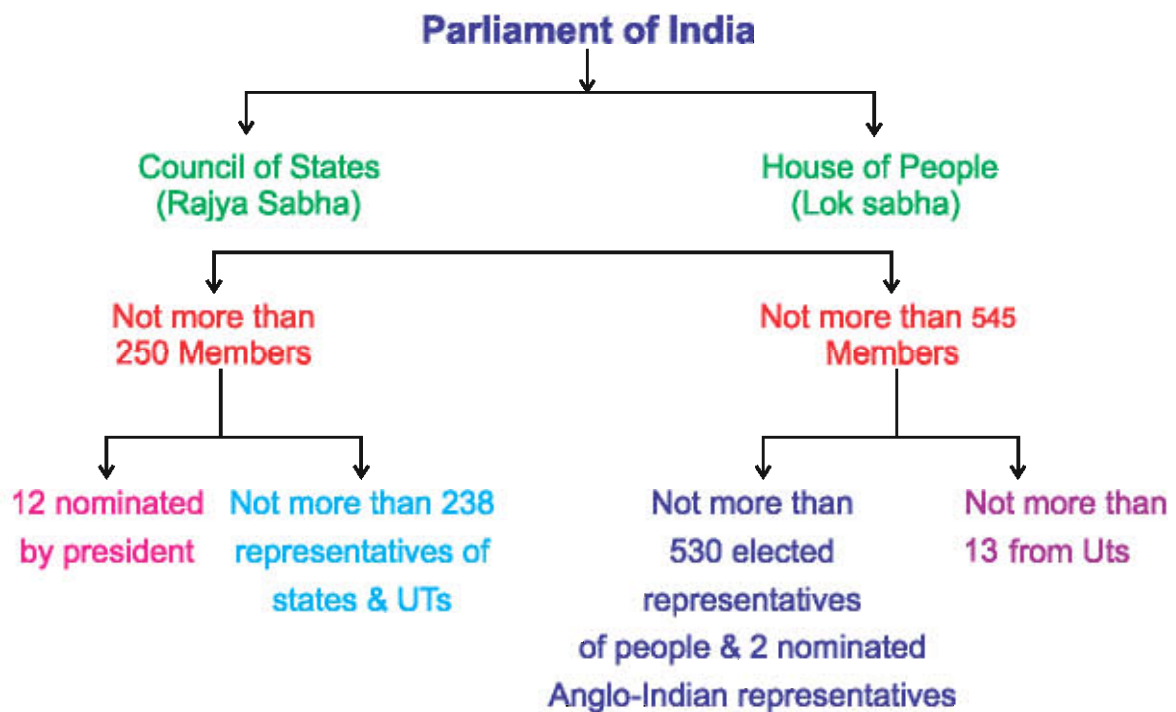 Parliament of India
Council of States
(Rajya Sabha)
House of People
(Lok sabha)
Not more than
250 Members
Not more than 545
Members
12 nominated
by president
Not more than 238
representatives of
states & UTs
Not more than
530 elected
representatives
of people & 2 nominated
Anglo-Indian representatives
Not more than
13 from Uts